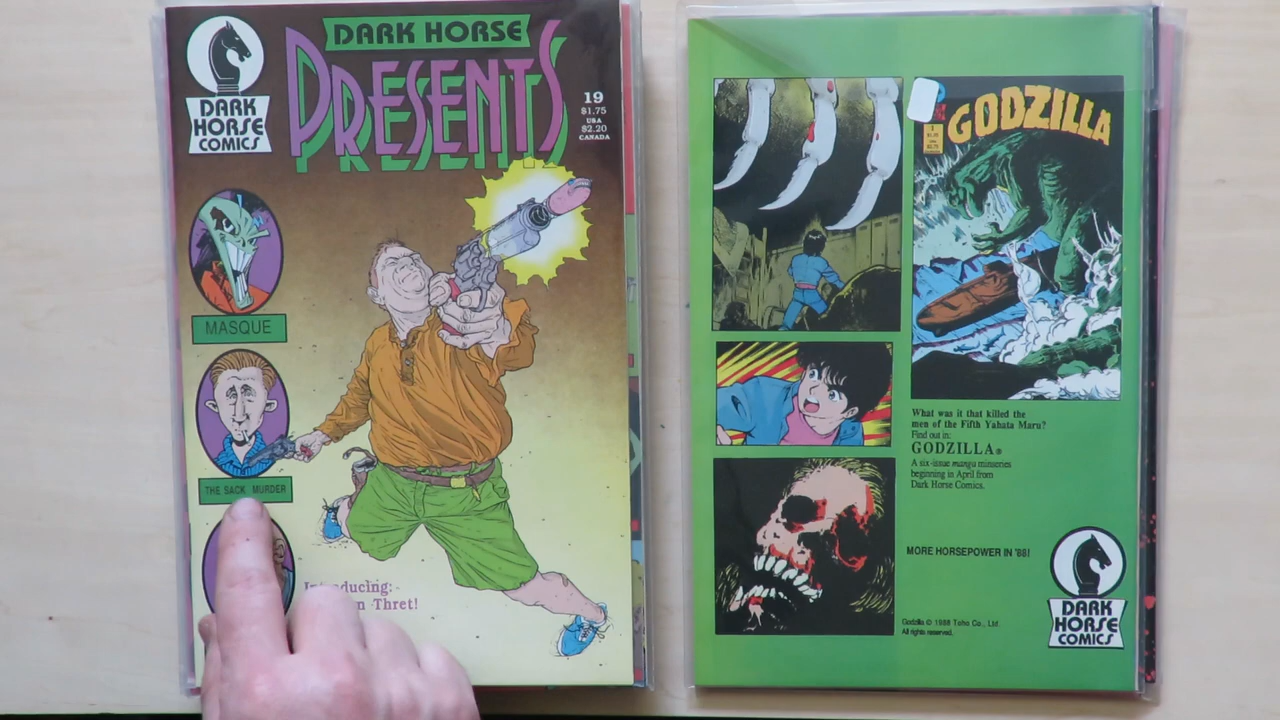 DARK HORSE
PRESENTS
DARK
HORSE
COMICS
19
$1.75
USA
$2.20
CANADA
MASQUE
THE SACK MURDER
Thret!
GODZILLA
What was it that killed the
men of the Fifth Yahata Maru?
Find out in:
GODZILLA®
A six-issue manga miniseries
beginning in April from
Dark Horse Comics.
MORE HORSEPOWER IN '88!
DARK
HORSE
COMICS
Godzilla © 1988 Toho Co., Ltd.
All rights reserved.